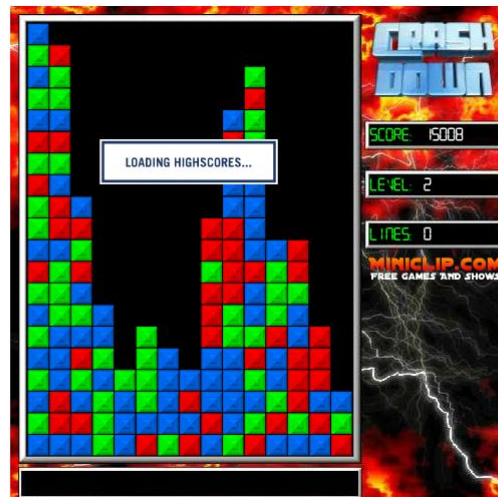 CRASH
DOWN
SCORE: 15008
LOADING HIGHSCORES...
LEVEL: 2
LINES: 0
MINICLIP.COM
FREE GAMES AND SHOWS